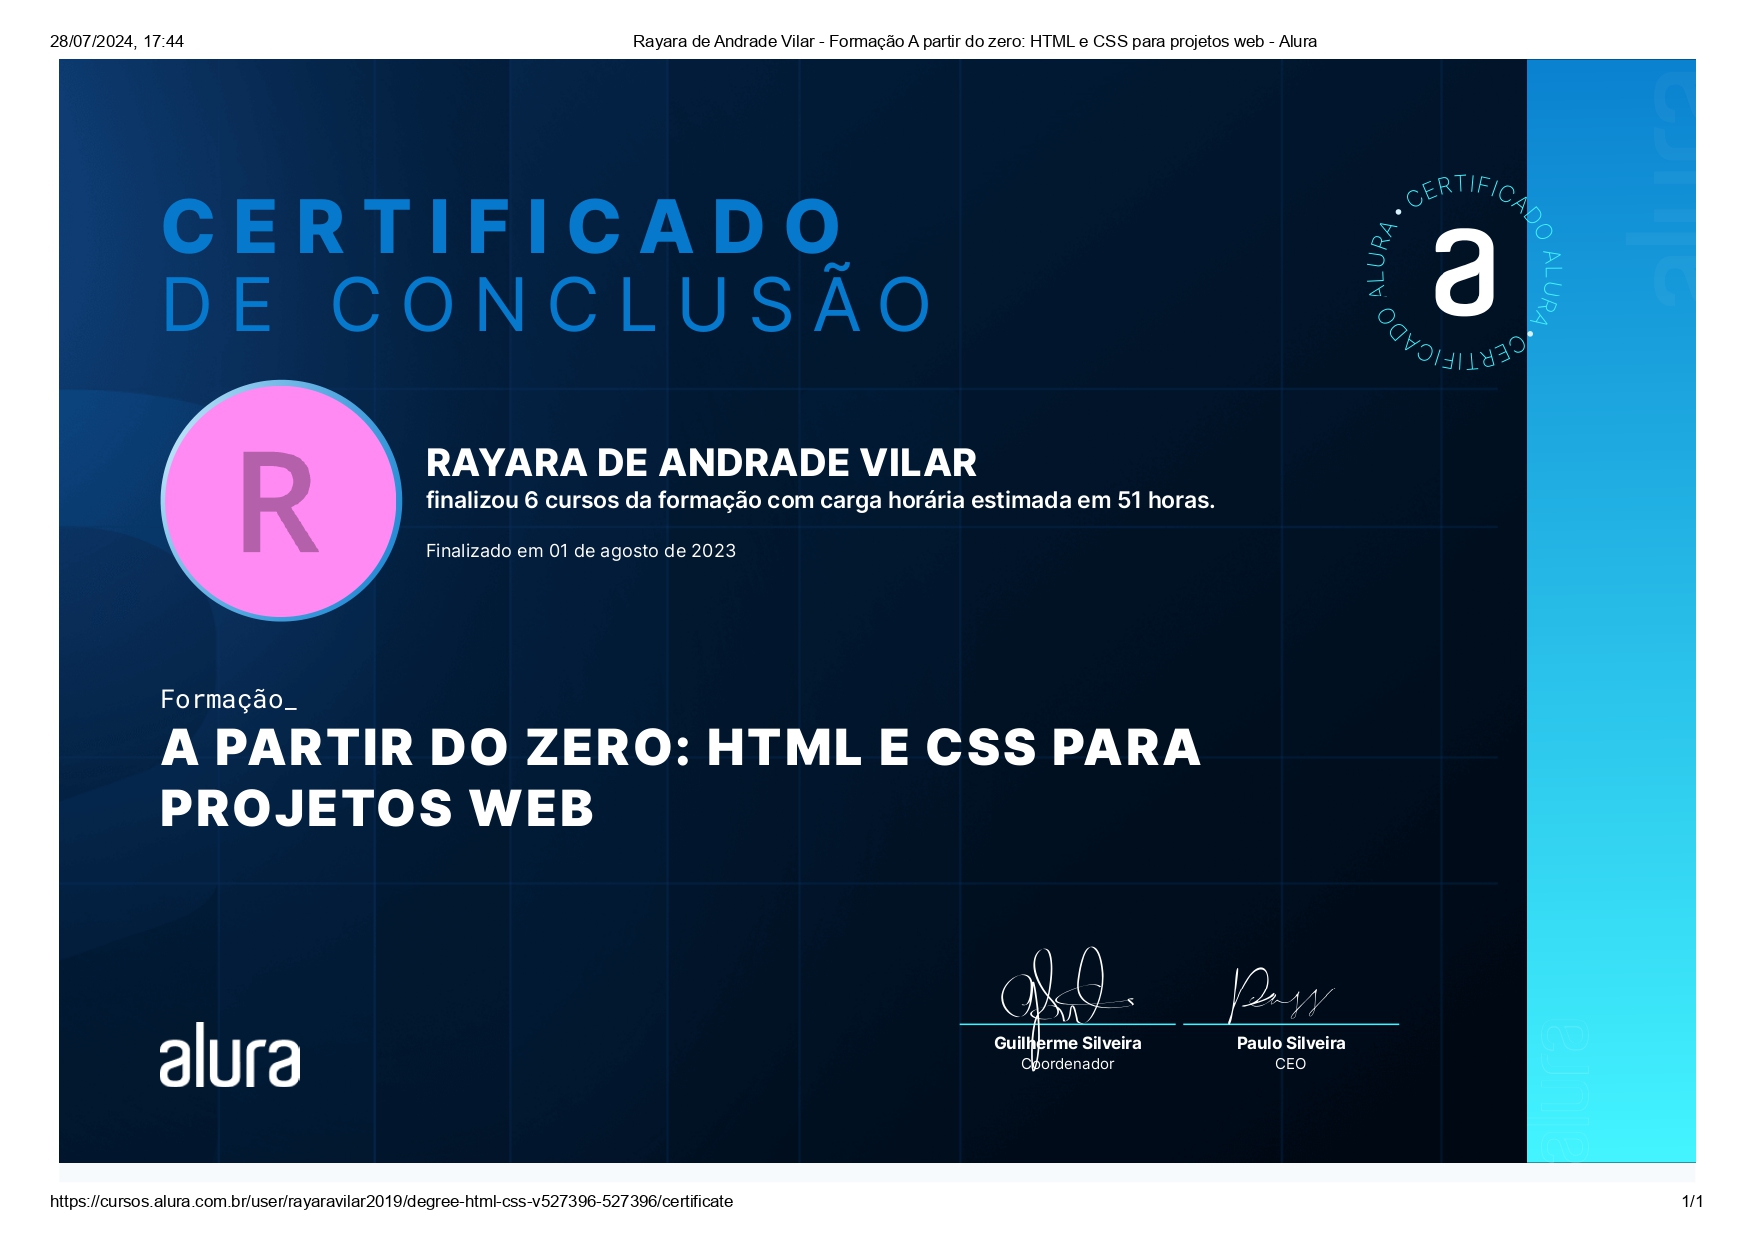 28/07/2024, 17:44
Rayara de Andrade Vilar - Formação A partir do zero: HTML e CSS para projetos web - Alura
CERTIFICADO
DE CONCLUSÃO
CERTIFICADO ALURA • CERTIFICADO ALURA •
a
alura
R
RAYARA DE ANDRADE VILAR
finalizou 6 cursos da formação com carga horária estimada em 51 horas.
Finalizado em 01 de agosto de 2023
Formação_
A PARTIR DO ZERO: HTML E CSS PARA
PROJETOS WEB
Guilherme Silveira
Coordenador
Paulo Silveira
CEO
alura
alura
https://cursos.alura.com.br/user/rayaravilar2019/degree-html-css-v527396-527396/certificate
1/1